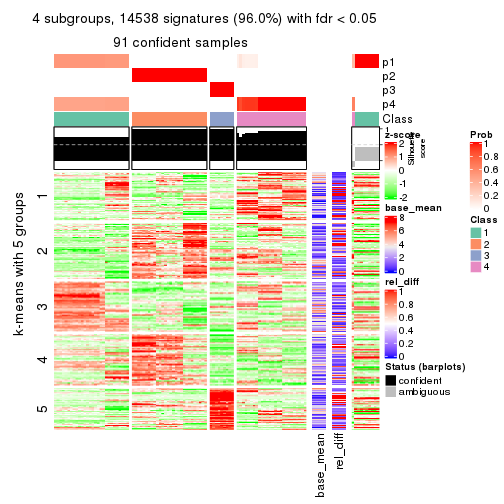 4 subgroups, 14538 signatures (96.0%) with fdr < 0.05
91 confident samples
p1
p2
p3
p4
Class
1
Silhouette
score
k-means with 5 groups
1
2
3
4
5
base_mean
rel_diff
z-score
2
1
0
-1
-2
base_mean
8
6
4
2
0
rel_diff
1
0.8
0.6
0.4
0.2
0
Status (barplots)
confident
ambiguous
Prob
1
0.8
0.6
0.4
0.2
0
Class
1
2
3
4